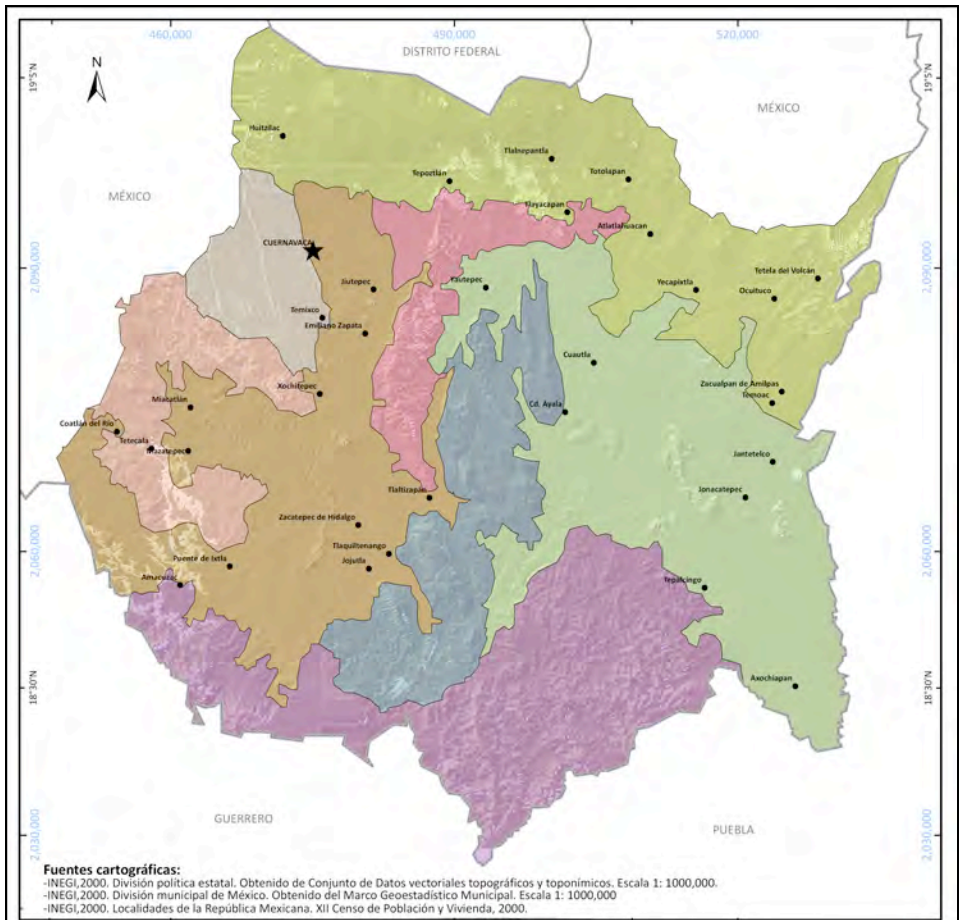 460,000 490,000 520,000
DISTRITO FEDERAL
19°5'N
19°5'N
N
MÉXICO
Huitzilac
Tlalnepantla
Totolapan
Tepoztlán
MÉXICO
Tlayacapan
Atlatlahuacan
CUERNAVACA
2,090,000
2,090,000
Tetela del Volcán
Jiutepec
Yautepec
Yecapixtla
Ocuituco
Temixco
Emiliano Zapata
Cuautla
Xochitepec
Zacualpan de Amilpas
Temoac
Miacatlán
Cd. Ayala
Coatlán del Río
Tetecala
Mazatepec
Jantetelco
Tlaltizapán
Jonacatepec
Zacatepec de Hidalgo
Tlaquiltenango
2,060,000
2,060,000
Puente de Ixtla
Jojutla
Amacuzac
Tepalcingo
18°30'N
18°30'N
Axochiapan
GUERRERO
PUEBLA
2,030,000
2,030,000
Fuentes cartográficas:
-INEGI,2000. División política estatal. Obtenido de Conjunto de Datos vectoriales topográficos y toponímicos. Escala 1: 1000,000.
-INEGI,2000. División municipal de México. Obtenido del Marco Geoestadístico Municipal. Escala 1: 1000,000
-INEGI,2000. Localidades de la República Mexicana. XII Censo de Población y Vivienda, 2000.